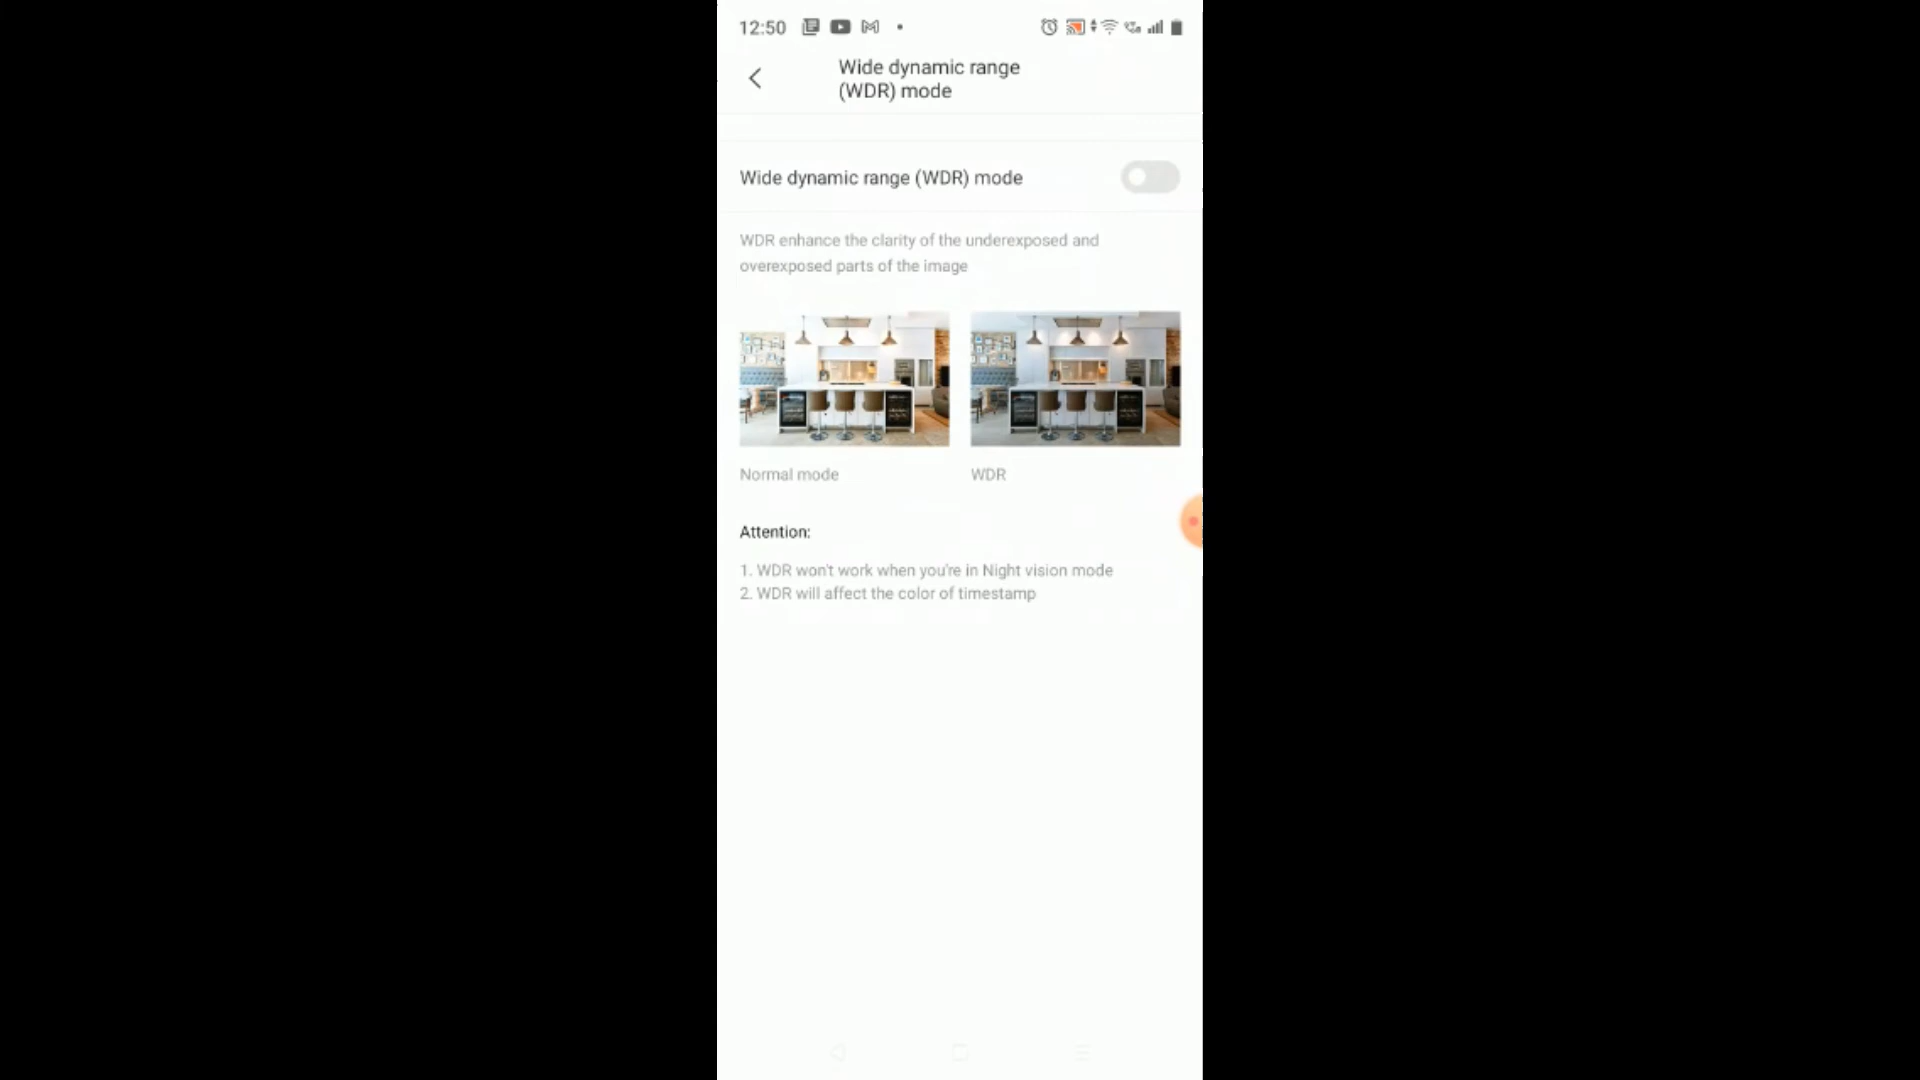 12:50
Wide dynamic range
(WDR) mode
Wide dynamic range (WDR) mode
WDR enhance the clarity of the underexposed and
overexposed parts of the image
Normal mode
WDR
Attention:
1. WDR won't work when you're in Night vision mode
2. WDR will affect the color of timestamp